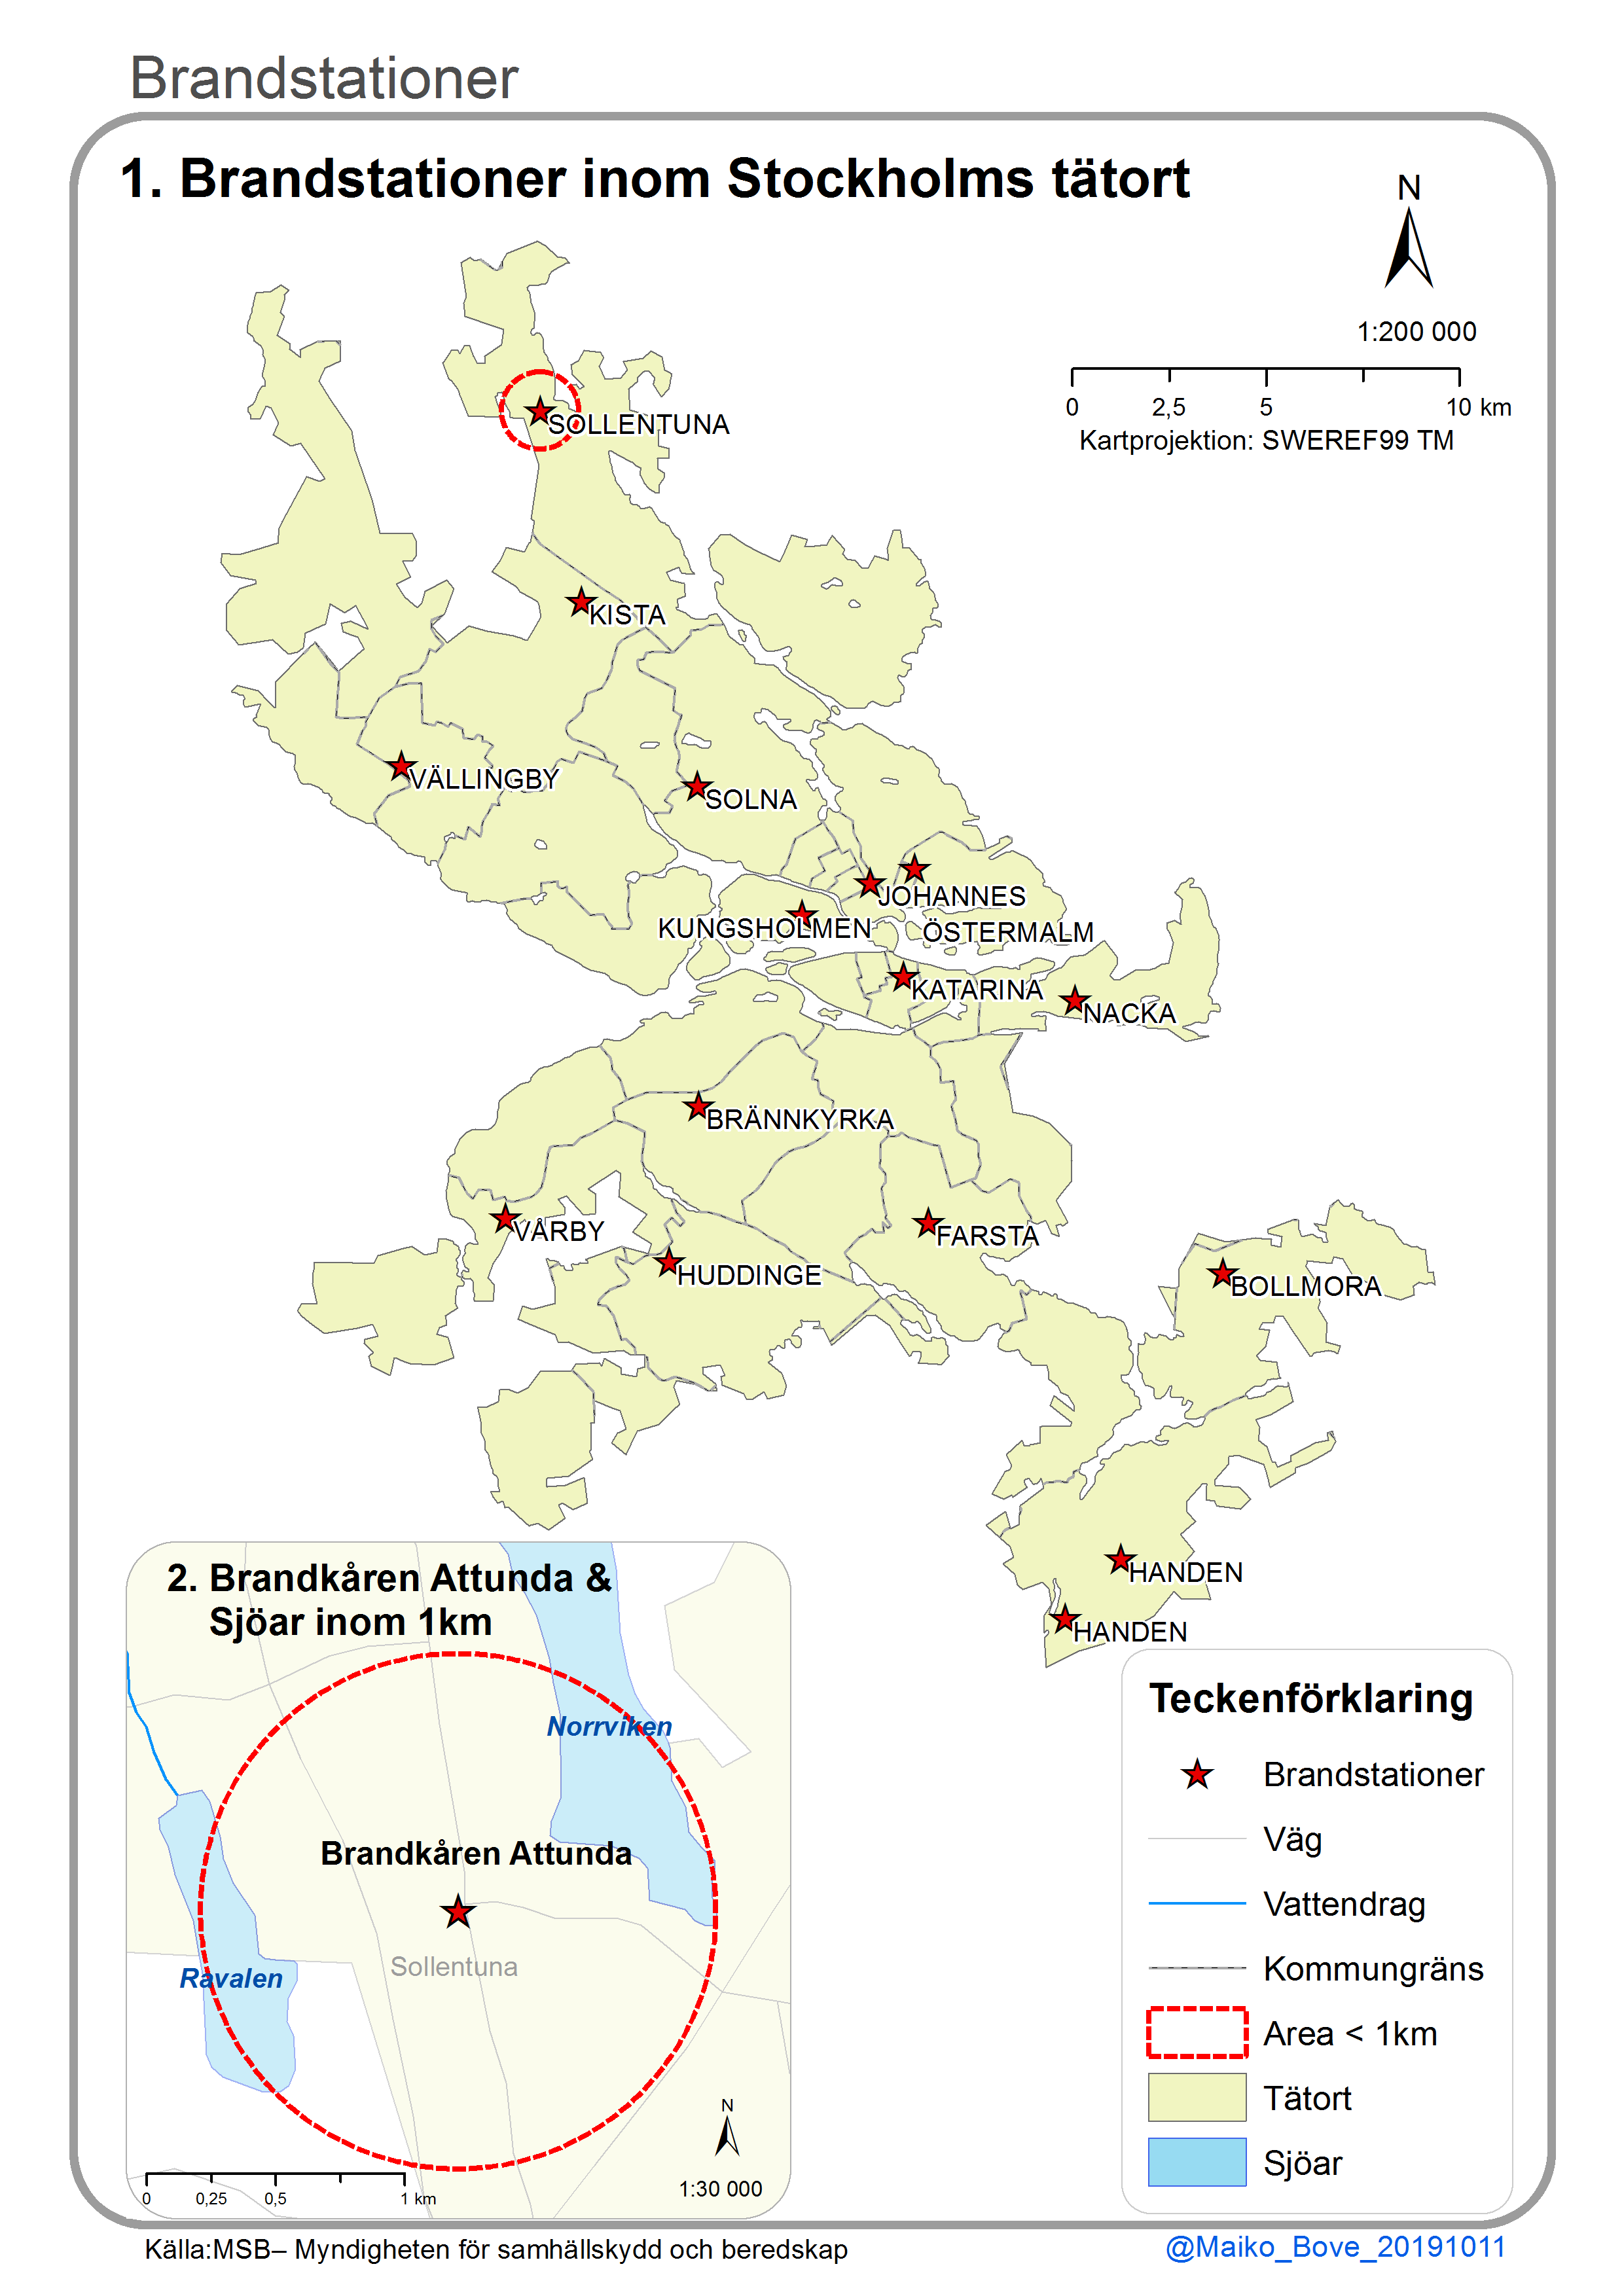 Brandstationer
1. Brandstationer inom Stockholms tätort
N
1:200 000
0 2,5 5 10 km
Kartprojektion: SWEREF99 TM
SOLLENTUNA
KISTA
VÄLLINGBY
SOLNA
JOHANNES
KUNGSHOLMEN
ÖSTERMALM
KATARINA
NACKA
BRÄNNKYRKA
VÅRBY
FARSTA
HUDDINGE
BOLLMORA
HANDEN
HANDEN
2. Brandkåren Attunda &
Sjöar inom 1km
Norrviken
Brandkåren Attunda
Sollentuna
Ravalen
N
1:30 000
0 0,25 0,5 1 km
Teckenförklaring
Brandstationer
Väg
Vattendrag
Kommungräns
Area < 1km
Tätort
Sjöar
Källa:MSB– Myndigheten för samhällskydd och beredskap
@Maiko_Bove_20191011